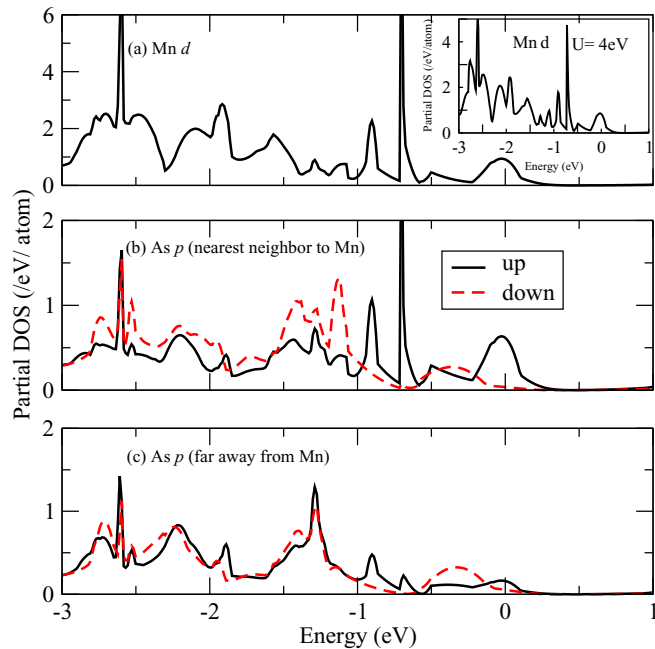 6
4
2
0
(a) Mn d
Partial DOS (/eV/atom)
4
2
0
Mn d
U= 4eV
-3
-2
-1
0
1
Energy (eV)
Partial DOS (/eV/ atom)
2
1
0
(b) As p (nearest neighbor to Mn)
up
down
2
1
0
(c) As p (far away from Mn)
-3
-2
-1
0
1
Energy (eV)